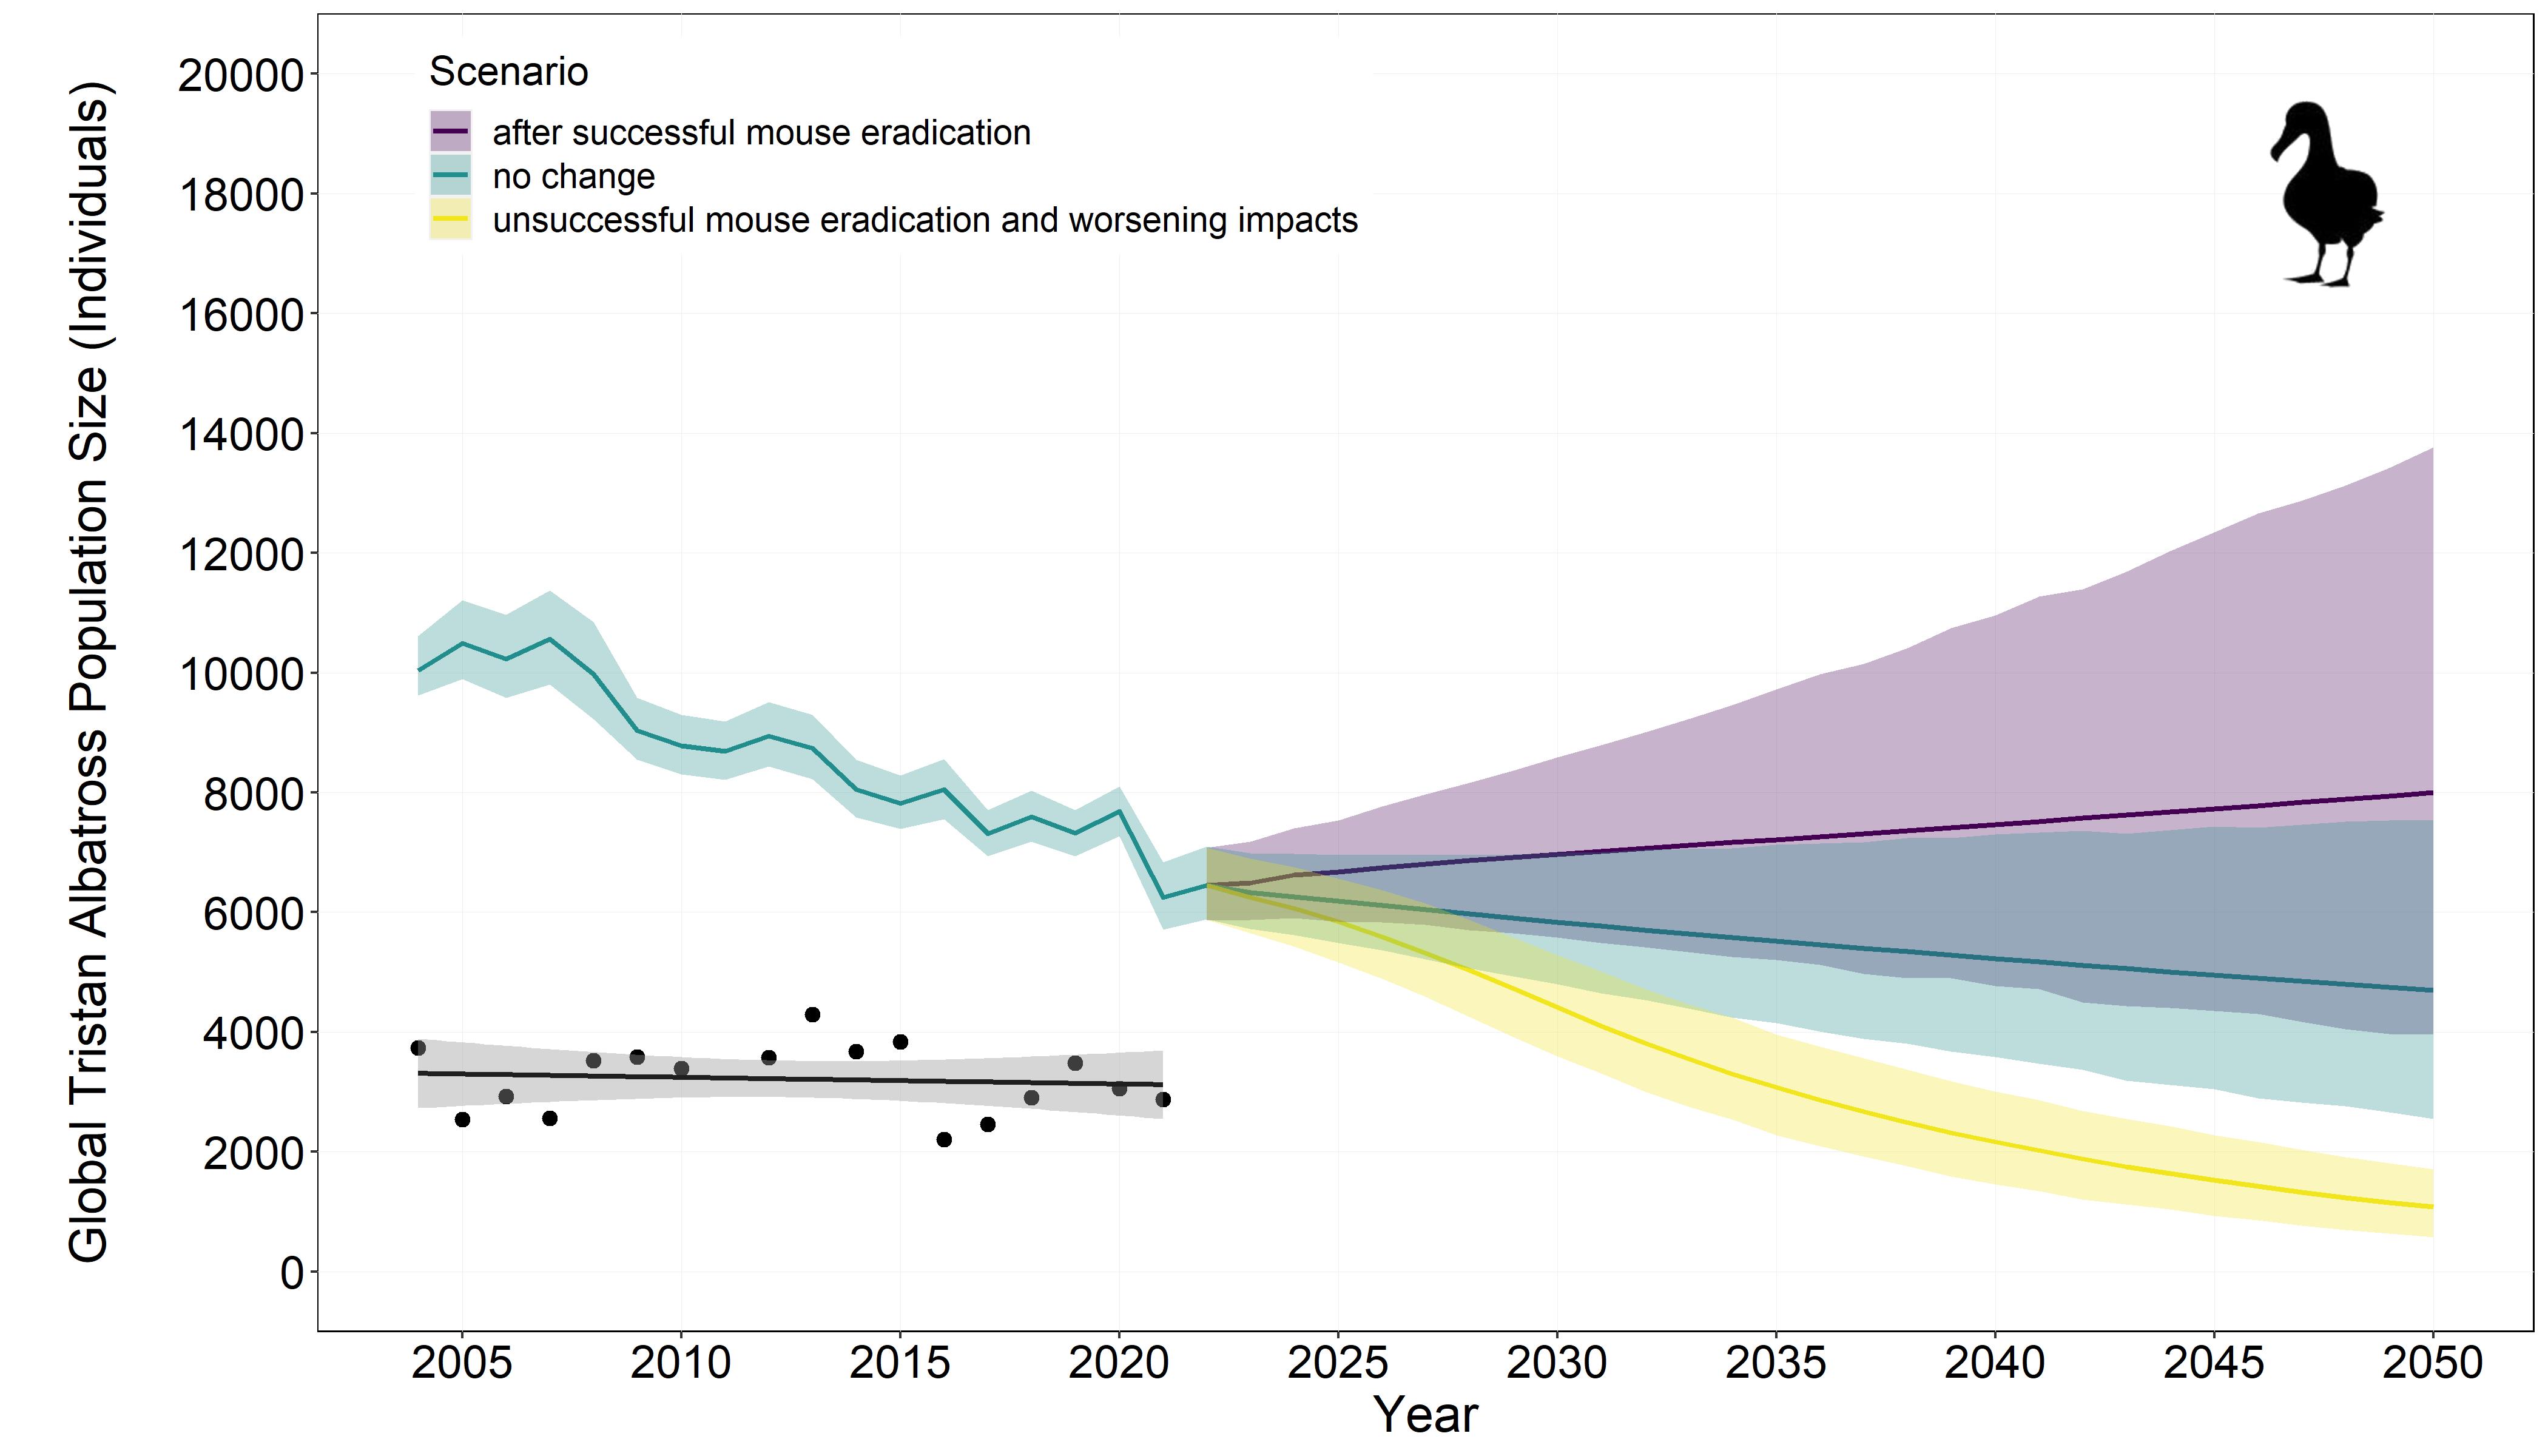 Scenario
after successful mouse eradication
no change
unsuccessful mouse eradication and worsening impacts
Global Tristan Albatross Population Size (Individuals)
20000
18000
16000
14000
12000
10000
8000
6000
4000
2000
0
2005 2010 2015 2020 2025 2030 2035 2040 2045 2050
Year